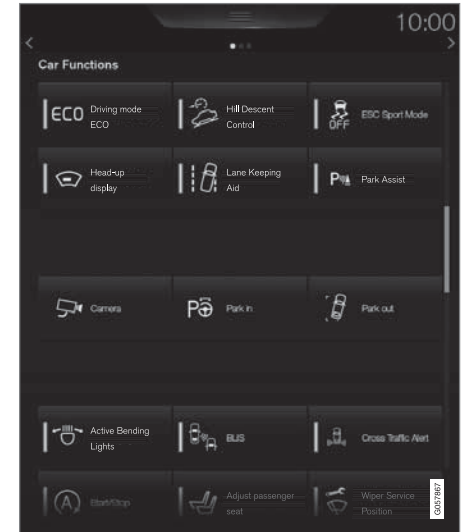 10:00
Car Functions
ECO Driving mode
ECO
Hill Descent
Control
OFF ESC Sport Mode
Head-up
display
Lane Keeping
Aid
P Park Assist
Camera
P Park in
Park out
Active Bending
Lights
BLIS
Cross Traffic Alert
A Start/Stop
Adjust passenger
seat
Wiper Service
Position
G057867